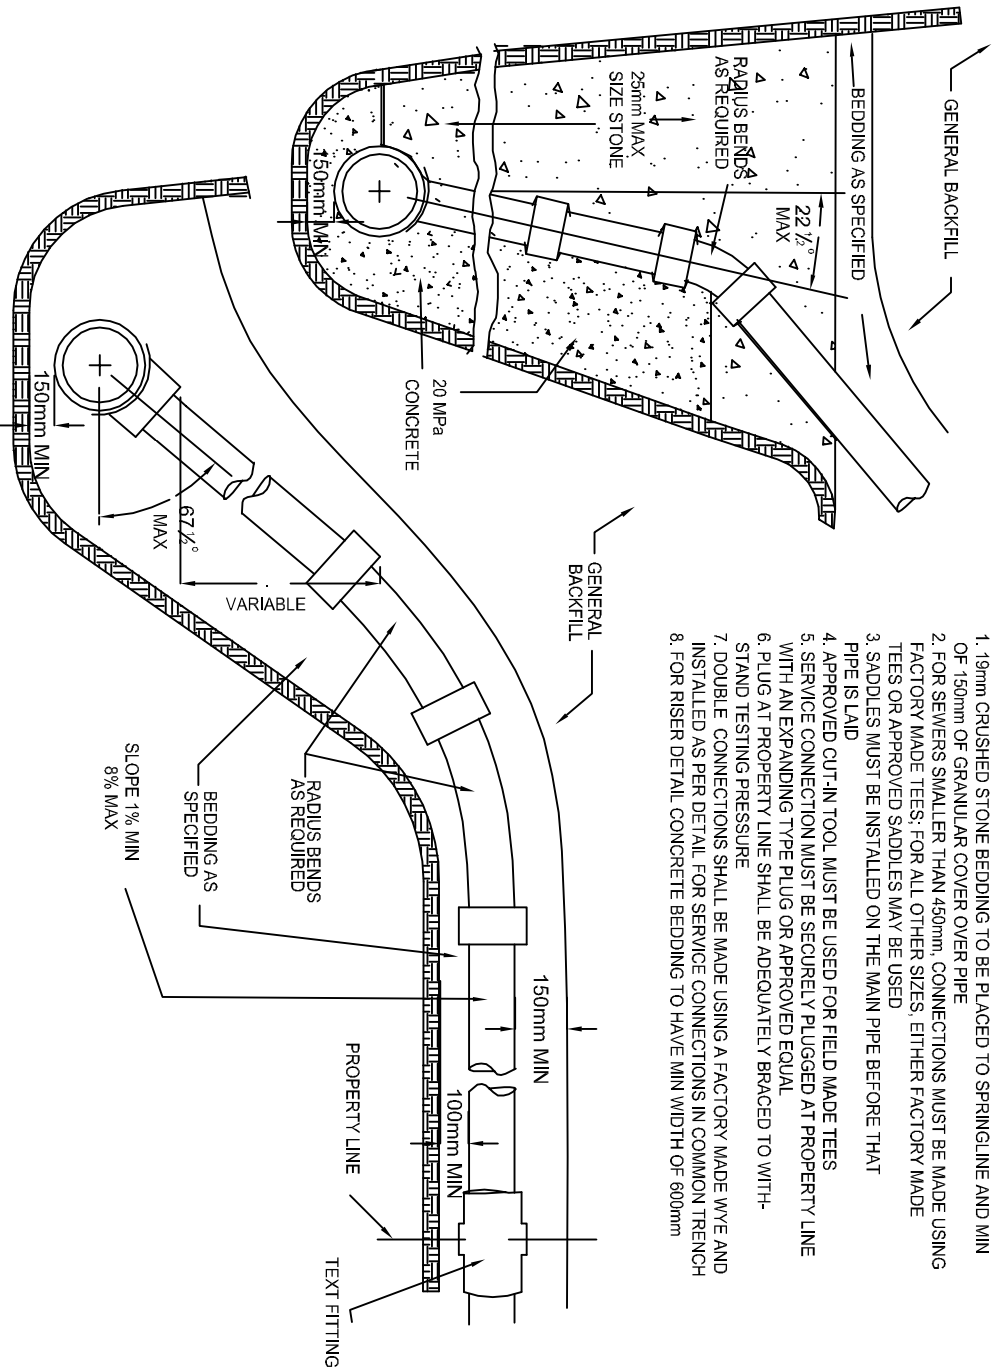 1. 19mm CRUSHED STONE BEDDING TO BE PLACED TO SPRINGLINE AND MIN
OF 150mm OF GRANULAR COVER OVER PIPE
2. FOR SEWERS SMALLER THAN 450mm, CONNECTIONS MUST BE MADE USING
FACTORY MADE TEES; FOR ALL OTHER SIZES, EITHER FACTORY MADE
TEES OR APPROVED SADDLES MAY BE USED
3. SADDLES MUST BE INSTALLED ON THE MAIN PIPE BEFORE THAT
PIPE IS LAID
4. APPROVED CUT-IN TOOL MUST BE USED FOR FIELD MADE TEES
5. SERVICE CONNECTION MUST BE SECURELY PLUGGED AT PROPERTY LINE
WITH AN EXPANDING TYPE PLUG OR APPROVED EQUAL
6. PLUG AT PROPERTY LINE SHALL BE ADEQUATELY BRACED TO WITH-
STAND TESTING PRESSURE
7. DOUBLE CONNECTIONS SHALL BE MADE USING A FACTORY MADE WYE AND
INSTALLED AS PER DETAIL FOR SERVICE CONNECTIONS IN COMMON TRENCH
8. FOR RISER DETAIL CONCRETE BEDDING TO HAVE MIN WIDTH OF 600mm
GENERAL BACKFILL
BEDDING AS SPECIFIED
22 ½°
MAX
RADIUS BENDS
AS REQUIRED
25mm MAX
SIZE STONE
150mm MIN
20 MPa
CONCRETE
GENERAL
BACKFILL
150mm MIN
67 ½°
MAX
VARIABLE
RADIUS BENDS
AS REQUIRED
BEDDING AS
SPECIFIED
SLOPE 1% MIN
8% MAX
150mm MIN
100mm MIN
PROPERTY LINE
TEXT FITTING